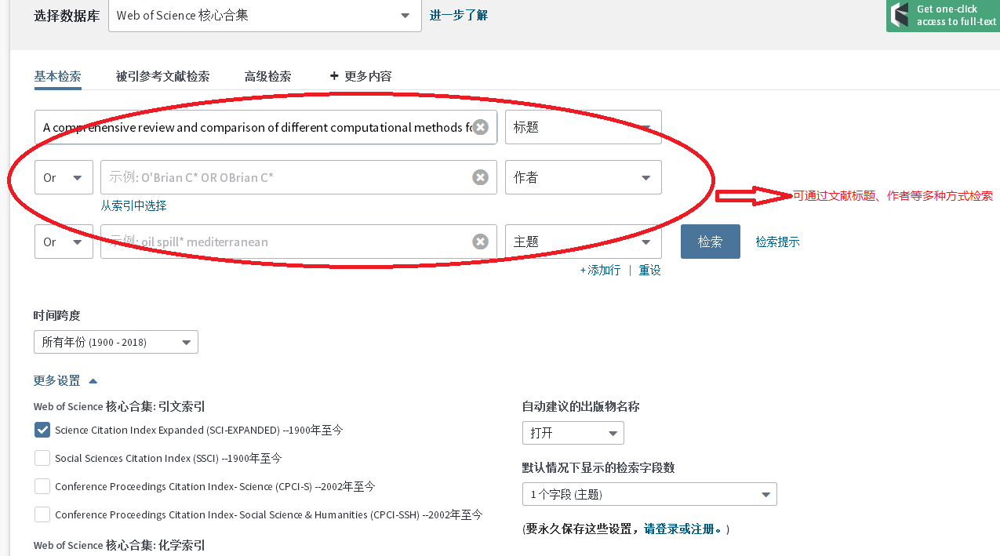 选择数据库 Web of Science 核心合集 进一步了解
Get one-click
access to full-text
基本检索 被引参考文献检索 高级检索 + 更多内容
A comprehensive review and comparison of different computational methods fo 标题
Or 示例: O'Brian C* OR OBrian C* 作者
可通过文献标题、作者等多种方式检索
从索引中选择
Or 示例: oil spill* mediterranean 主题 检索 检索提示
+添加行 | 重设
时间跨度
所有年份 (1900 - 2018)
更多设置
Web of Science 核心合集: 引文索引
自动建议的出版物名称
Science Citation Index Expanded (SCI-EXPANDED) --1900年至今
打开
Social Sciences Citation Index (SSCI) --1900年至今
默认情况下显示的检索字段数
Conference Proceedings Citation Index- Science (CPCI-S) --2002年至今
1 个字段 (主题)
Conference Proceedings Citation Index- Social Science & Humanities (CPCI-SSH) --2002年至今
(要永久保存这些设置，请登录或注册。)
Web of Science 核心合集: 化学索引